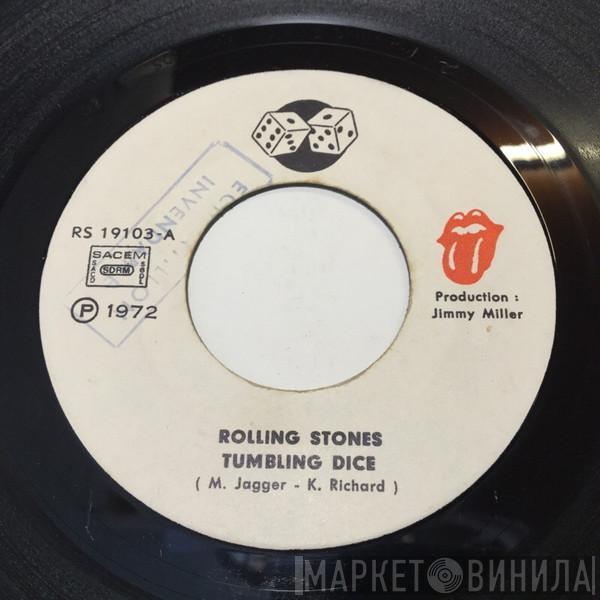 RS 19103-A
SACEM
SACD SDRM SGDL
℗ 1972
Production :
Jimmy Miller
ROLLING STONES
TUMBLING DICE
( M. Jagger - K. Richard )
МАРКЕТ ВИНИЛА